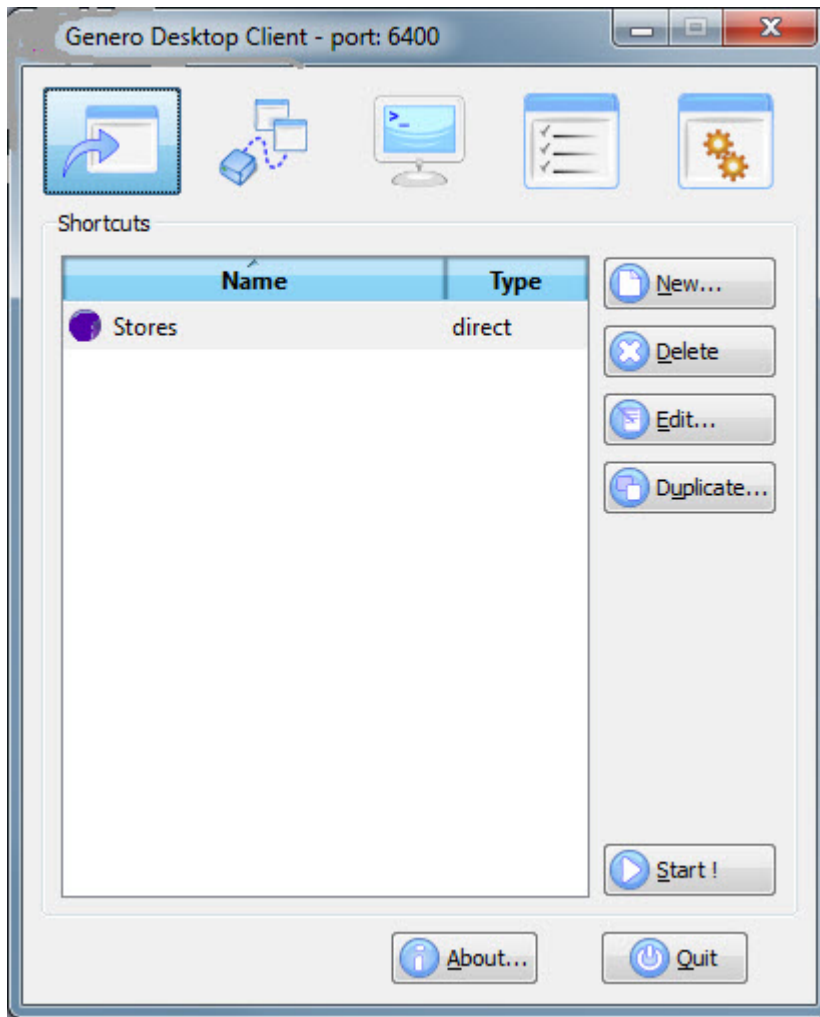 Genero Desktop Client - port: 6400
>_
Shortcuts
Name Type
Stores direct
New...
Delete
Edit...
Duplicate...
Start !
About... Quit